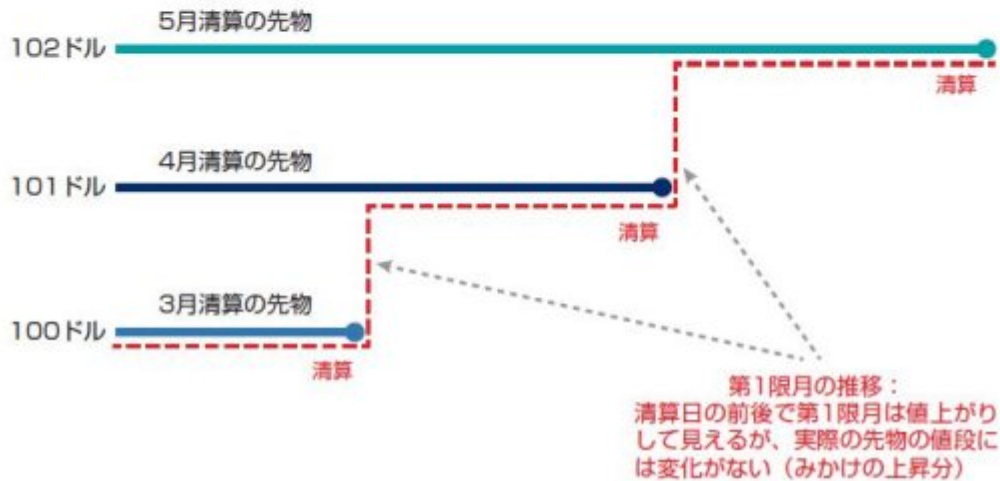 5月清算の先物
102ドル
清算
4月清算の先物
101ドル
清算
3月清算の先物
100ドル
清算
第1限月の推移：
清算日の前後で第1限月は値上がり
して見えるが、実際の先物の値段に
は変化がない（みかけの上昇分）